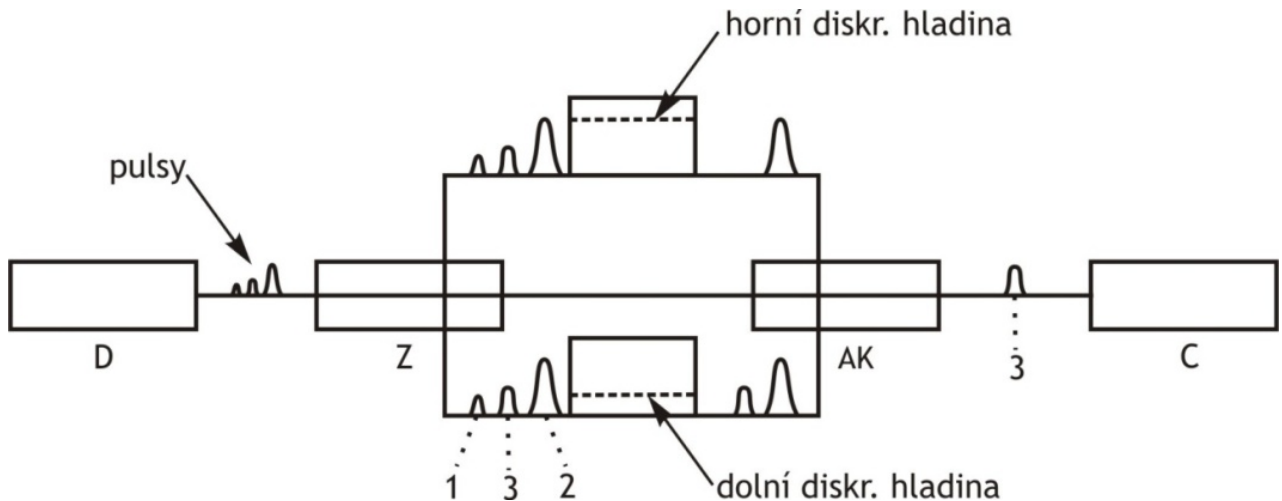 horní diskr. hladina
pulsy
D
Z
AK
3
C
1
3
2
dolní diskr. hladina